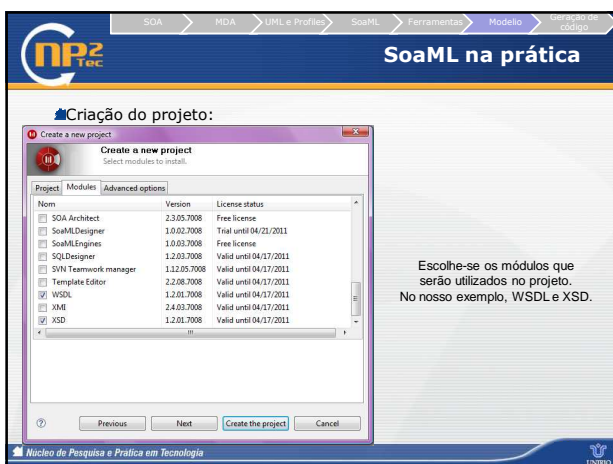 SOA MDA UML e Profiles SoaML Ferramentas Modelio Geração de código
NP2 Tec
SoaML na prática
Criação do projeto:
Create a new project
Create a new project
Select modules to install.
Project Modules Advanced options
Nom Version License status
SOA Architect 2.3.05.7008 Free license
SoaMLDesigner 1.0.02.7008 Trial until 04/21/2011
SoaMLEngines 1.0.03.7008 Free license
SQLDesigner 1.2.03.7008 Valid until 04/17/2011
SVN Teamwork manager 1.12.05.7008 Valid until 04/17/2011
Template Editor 2.2.08.7008 Valid until 04/17/2011
WSDL 1.2.01.7008 Valid until 04/17/2011
XMI 2.4.03.7008 Valid until 04/17/2011
XSD 1.2.01.7008 Valid until 04/17/2011
Previous Next Create the project Cancel
Escolhe-se os módulos que
serão utilizados no projeto.
No nosso exemplo, WSDL e XSD.
Núcleo de Pesquisa e Prática em Tecnologia
UNIRIO